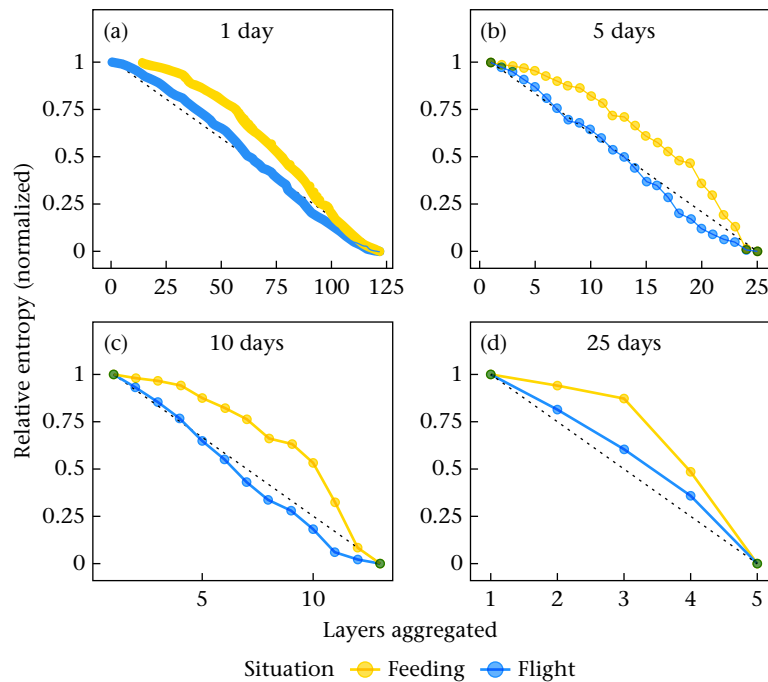 (a) 1 day
(b) 5 days
1
0.75
0.5
0.25
0
0 25 50 75 100 125
1
0.75
0.5
0.25
0
0 5 10 15 20 25
Relative entropy (normalized)
(c) 10 days
(d) 25 days
1
0.75
0.5
0.25
0
5 10
1
0.75
0.5
0.25
0
1 2 3 4 5
Layers aggregated
Situation Feeding Flight